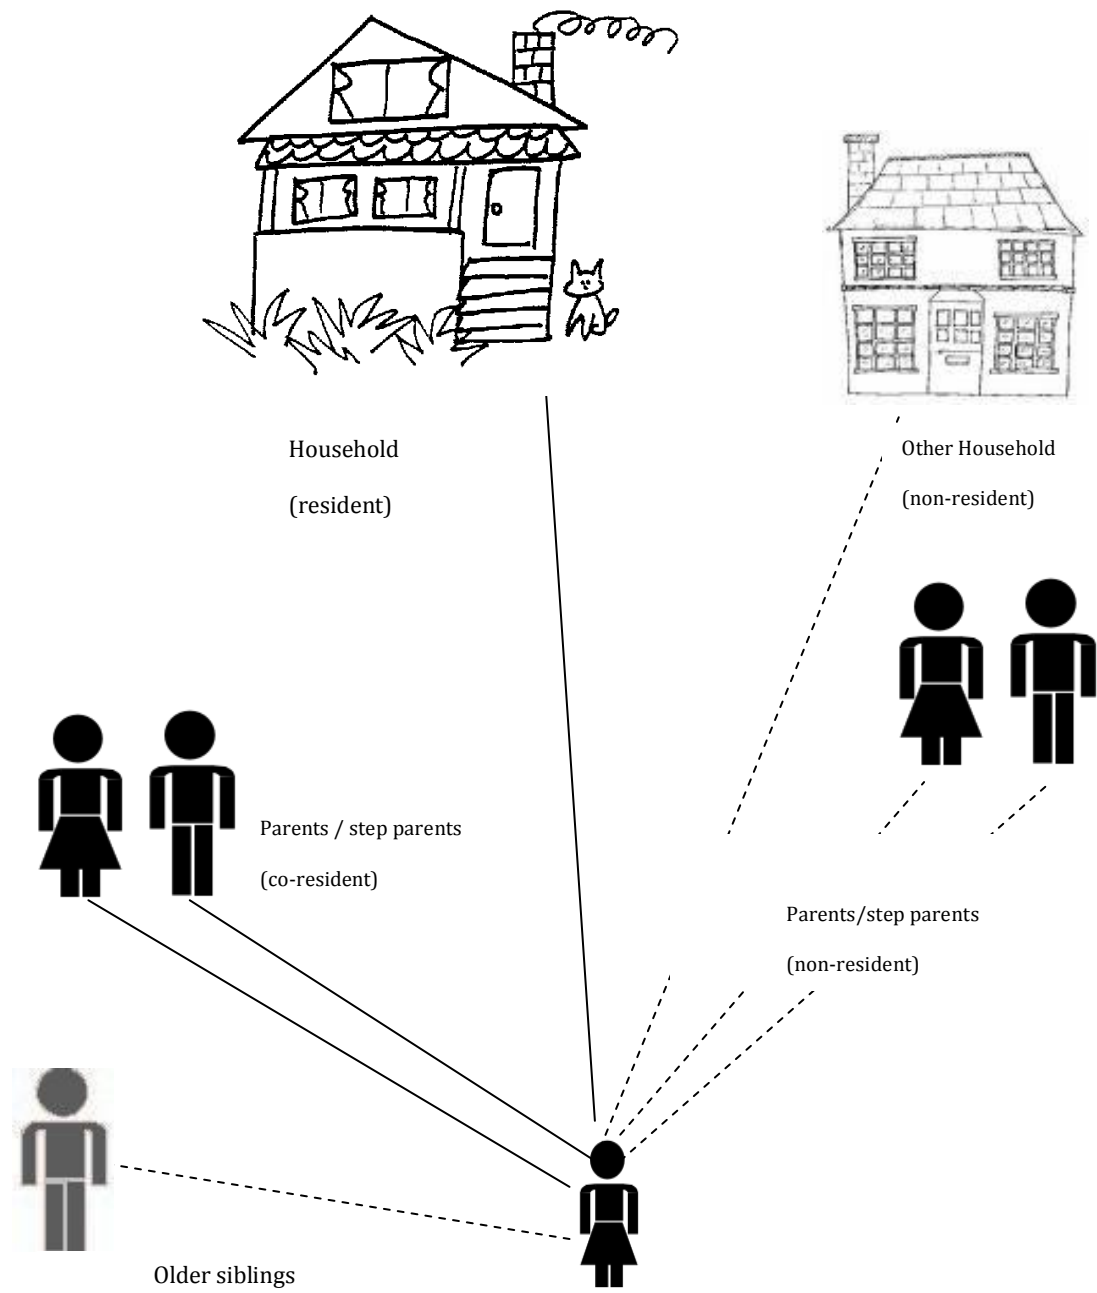 Household
(resident)
Other Household
(non-resident)
Parents / step parents
(co-resident)
Parents/step parents
(non-resident)
Older siblings